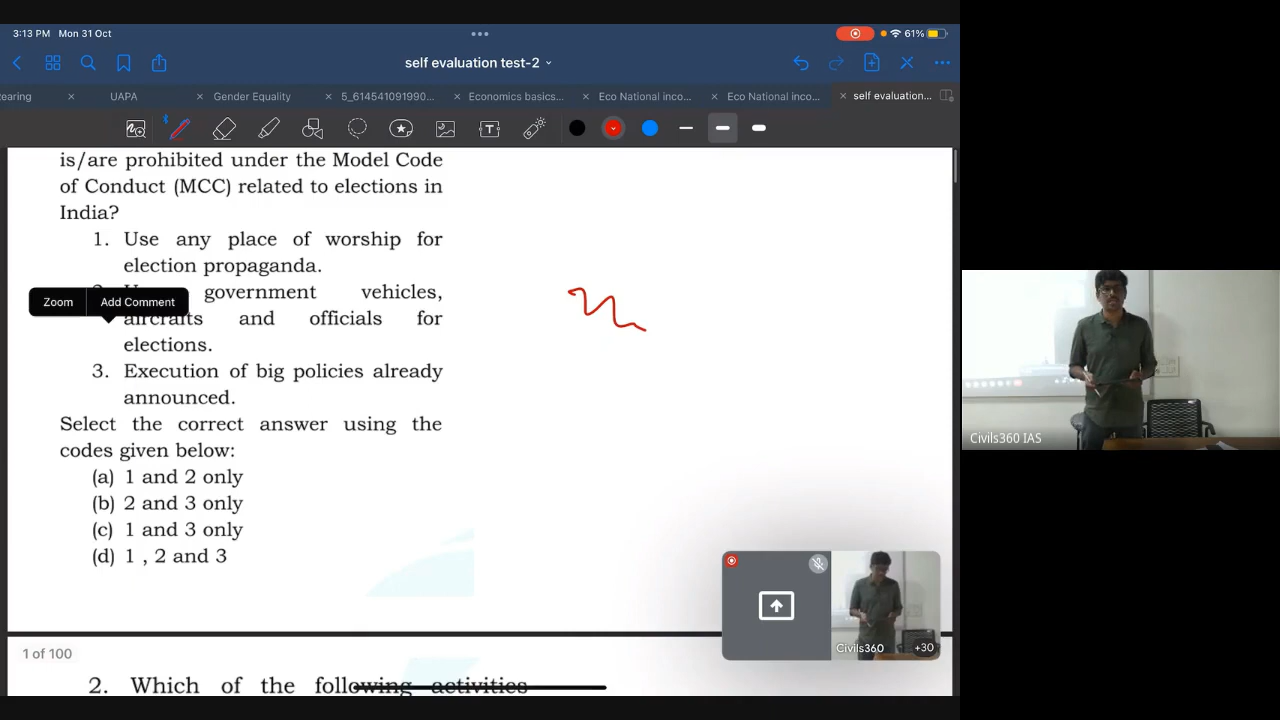 3:13 PM Mon 31 Oct
61%
self evaluation test-2
earing
UAPA
Gender Equality
5_614541091990...
Economics basics...
Eco National inco...
Eco National inco...
self evaluation...
is/are prohibited under the Model Code
of Conduct (MCC) related to elections in
India?
1. Use any place of worship for
election propaganda.
government vehicles,
aircrafts and officials for
elections.
Zoom
Add Comment
3. Execution of big policies already
announced.
Select the correct answer using the
codes given below:
(a) 1 and 2 only
(b) 2 and 3 only
(c) 1 and 3 only
(d) 1 , 2 and 3
1 of 100
2. Which of the following activities
Civils360
+30
Civils360 IAS